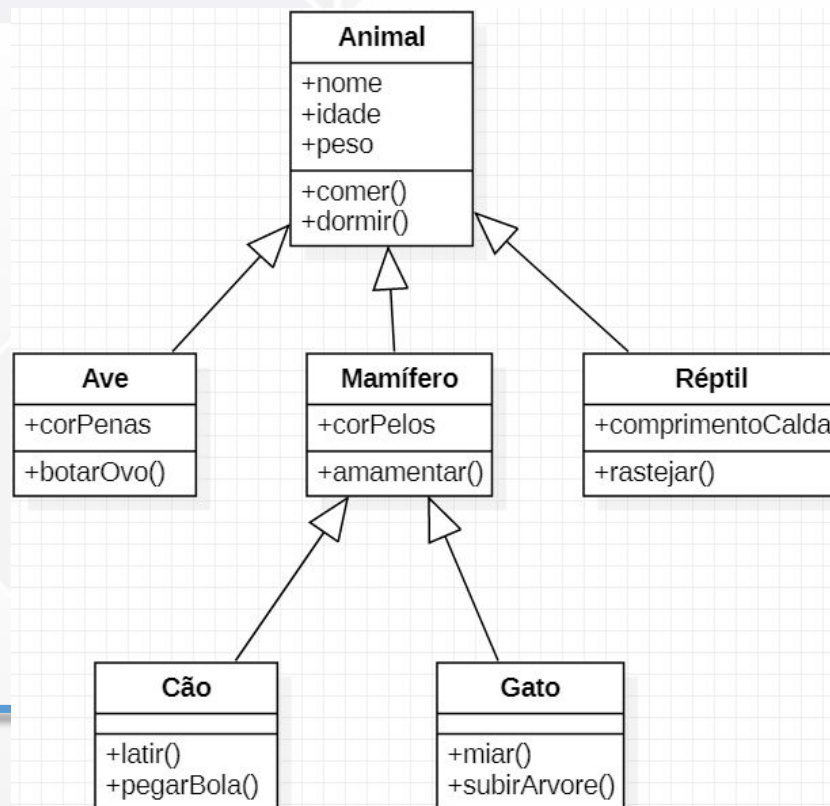 Animal
+nome
+idade
+peso
+comer()
+dormir()
Ave
+corPenas
+botarOvo()
Mamífero
+corPelos
+amamentar()
Réptil
+comprimentoCalda
+rastejar()
Cão
+latir()
+pegarBola()
Gato
+miar()
+subirArvore()